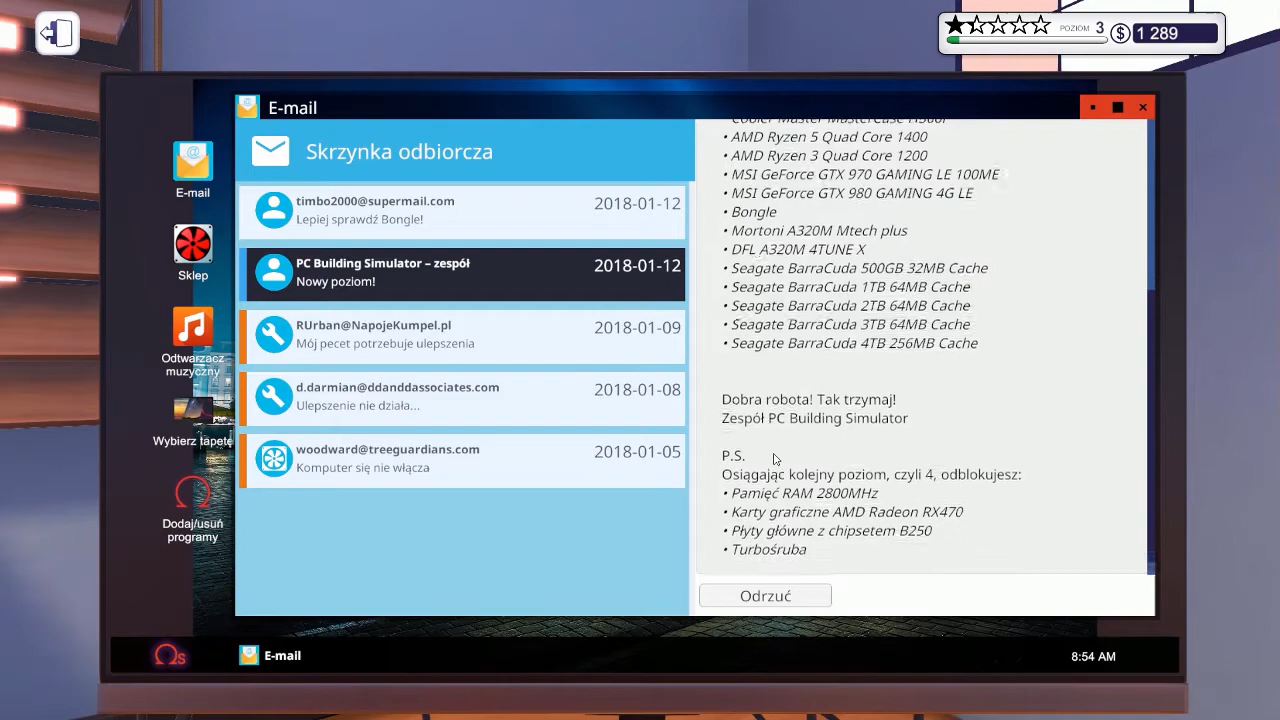 POZIOM 3
$ 1 289
E-mail
Skrzynka odbiorcza
E-mail
Sklep
Odtwarzacz
muzyczny
Wybierz tapetę
Dodaj/usuń
programy
timbo2000@supermail.com 2018-01-12
Lepiej sprawdź Bongle!
PC Building Simulator – zespół 2018-01-12
Nowy poziom!
RUrban@NapojeKumpel.pl 2018-01-09
Mój pecet potrzebuje ulepszenia
d.darmian@ddanddassociates.com 2018-01-08
Ulepszenie nie działa...
woodward@treeguardians.com 2018-01-05
Komputer się nie włącza
Cooler Master MasterCase H500P
• AMD Ryzen 5 Quad Core 1400
• AMD Ryzen 3 Quad Core 1200
• MSI GeForce GTX 970 GAMING LE 100ME
• MSI GeForce GTX 980 GAMING 4G LE
• Bongle
• Mortoni A320M Mtech plus
• DFL A320M 4TUNE X
• Seagate BarraCuda 500GB 32MB Cache
• Seagate BarraCuda 1TB 64MB Cache
• Seagate BarraCuda 2TB 64MB Cache
• Seagate BarraCuda 3TB 64MB Cache
• Seagate BarraCuda 4TB 256MB Cache
Dobra robota! Tak trzymaj!
Zespół PC Building Simulator
P.S.
Osiągając kolejny poziom, czyli 4, odblokujesz:
• Pamięć RAM 2800MHz
• Karty graficzne AMD Radeon RX470
• Płyty główne z chipsetem B250
• Turbośruba
Odrzuć
Ωs
E-mail
8:54 AM